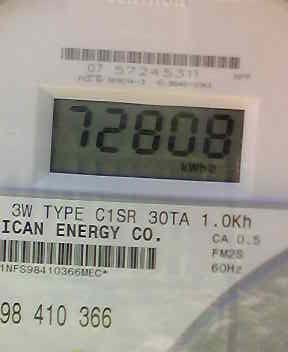 07 57245311
72808
kWh
3W TYPE C1SR 30TA 1.0Kh
ICAN ENERGY CO.
CA 0.5
FM2S
60Hz
1NFS98410366MEC*
98 410 366